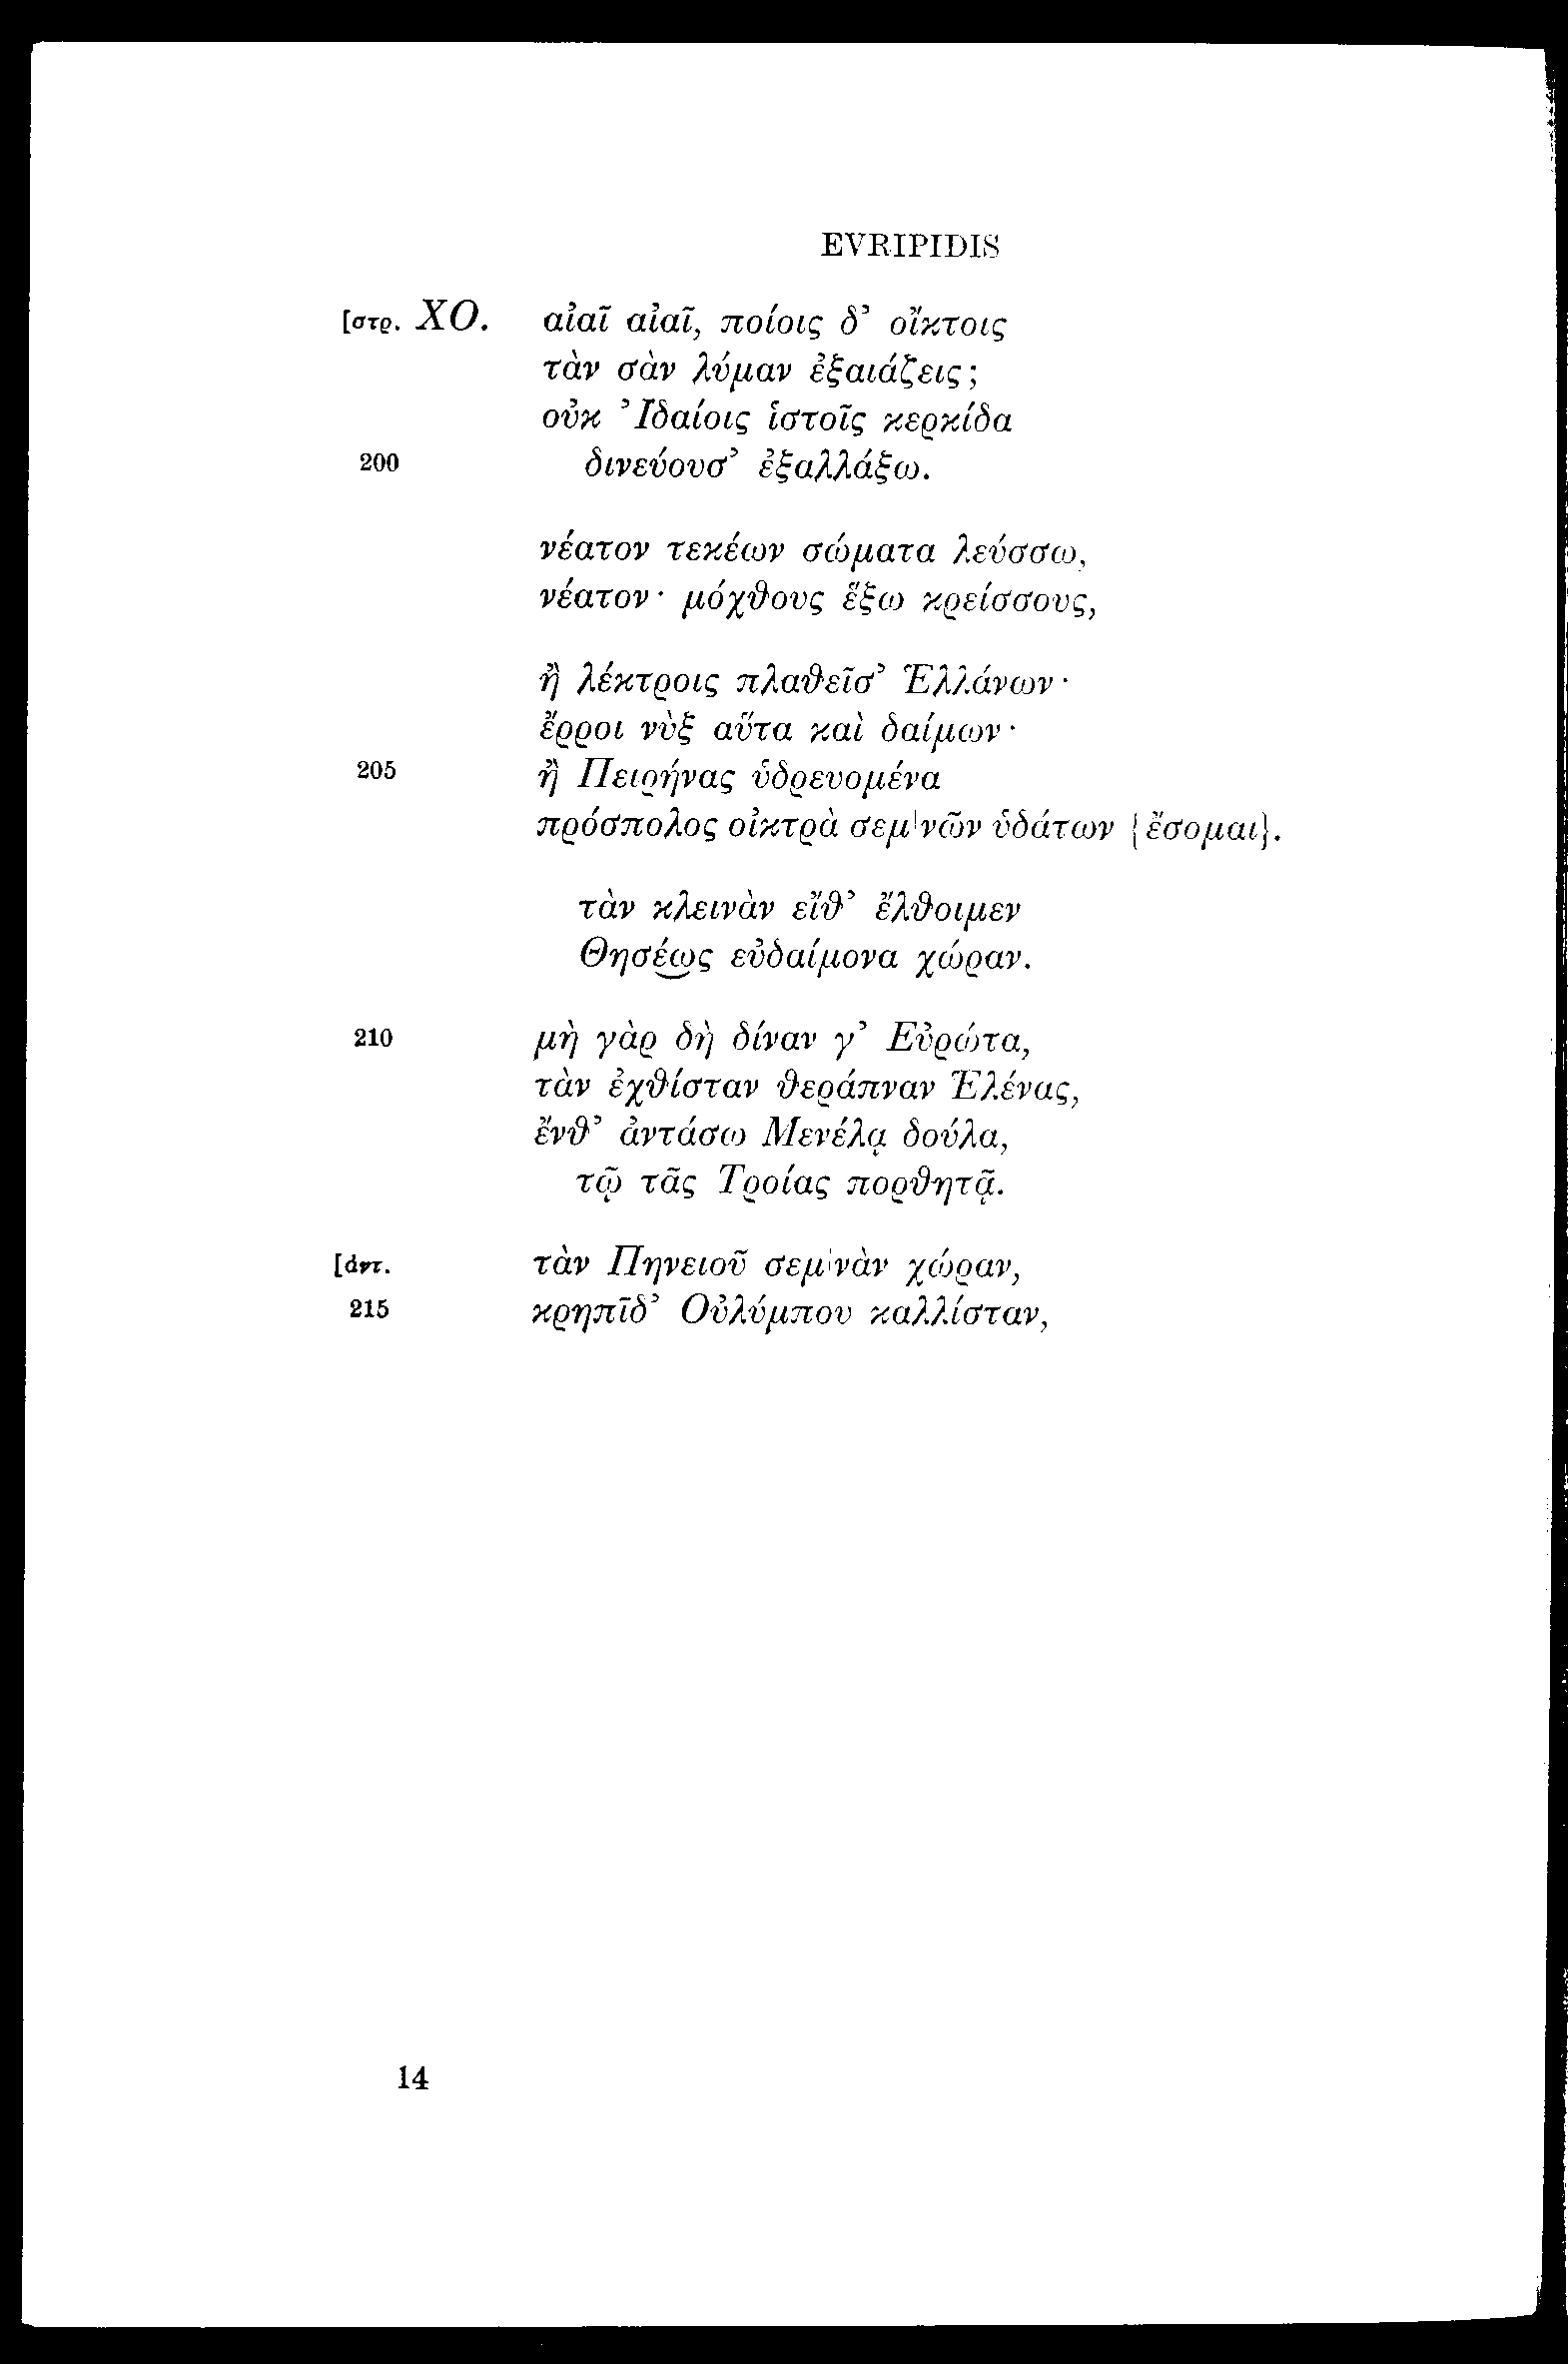 EVRIPIDIS
[στρ. ΧΟ. αἰαῖ αἰαῖ, ποίοις δ’ οἴκτοις
τὰν σὰν λύμαν ἐξαιάζεις;
οὐκ ’Ιδαίοις ἱστοῖς κερκίδα
200 δινεύουσ’ ἐξαλλάξω.
νέατον τεκέων σώματα λεύσσω,
νέατον· μόχθους ἕξω κρείσσους,
ἢ λέκτροις πλαθεῖσ’ Ἑλλάνων·
ἔρροι νὺξ αὕτα καὶ δαίμων·
205 ἢ Πειρήνας ὑδρευομένα
πρόσπολος οἰκτρὰ σεμ|νῶν ὑδάτων {ἔσομαι}.
τὰν κλεινὰν εἴθ’ ἔλθοιμεν
Θησέ͜ως εὐδαίμονα χώραν.
210 μὴ γὰρ δὴ δίναν γ’ Εὐρώτα,
τὰν ἐχθίσταν θεράπναν Ἑλένας,
ἔνθ’ ἀντάσω Μενέλᾳ δούλα,
τῷ τᾶς Τροίας πορθητᾷ.
[ἀντ. τὰν Πηνειοῦ σεμ|νὰν χώραν,
215 κρηπῖδ’ Οὐλύμπου καλλίσταν,
14